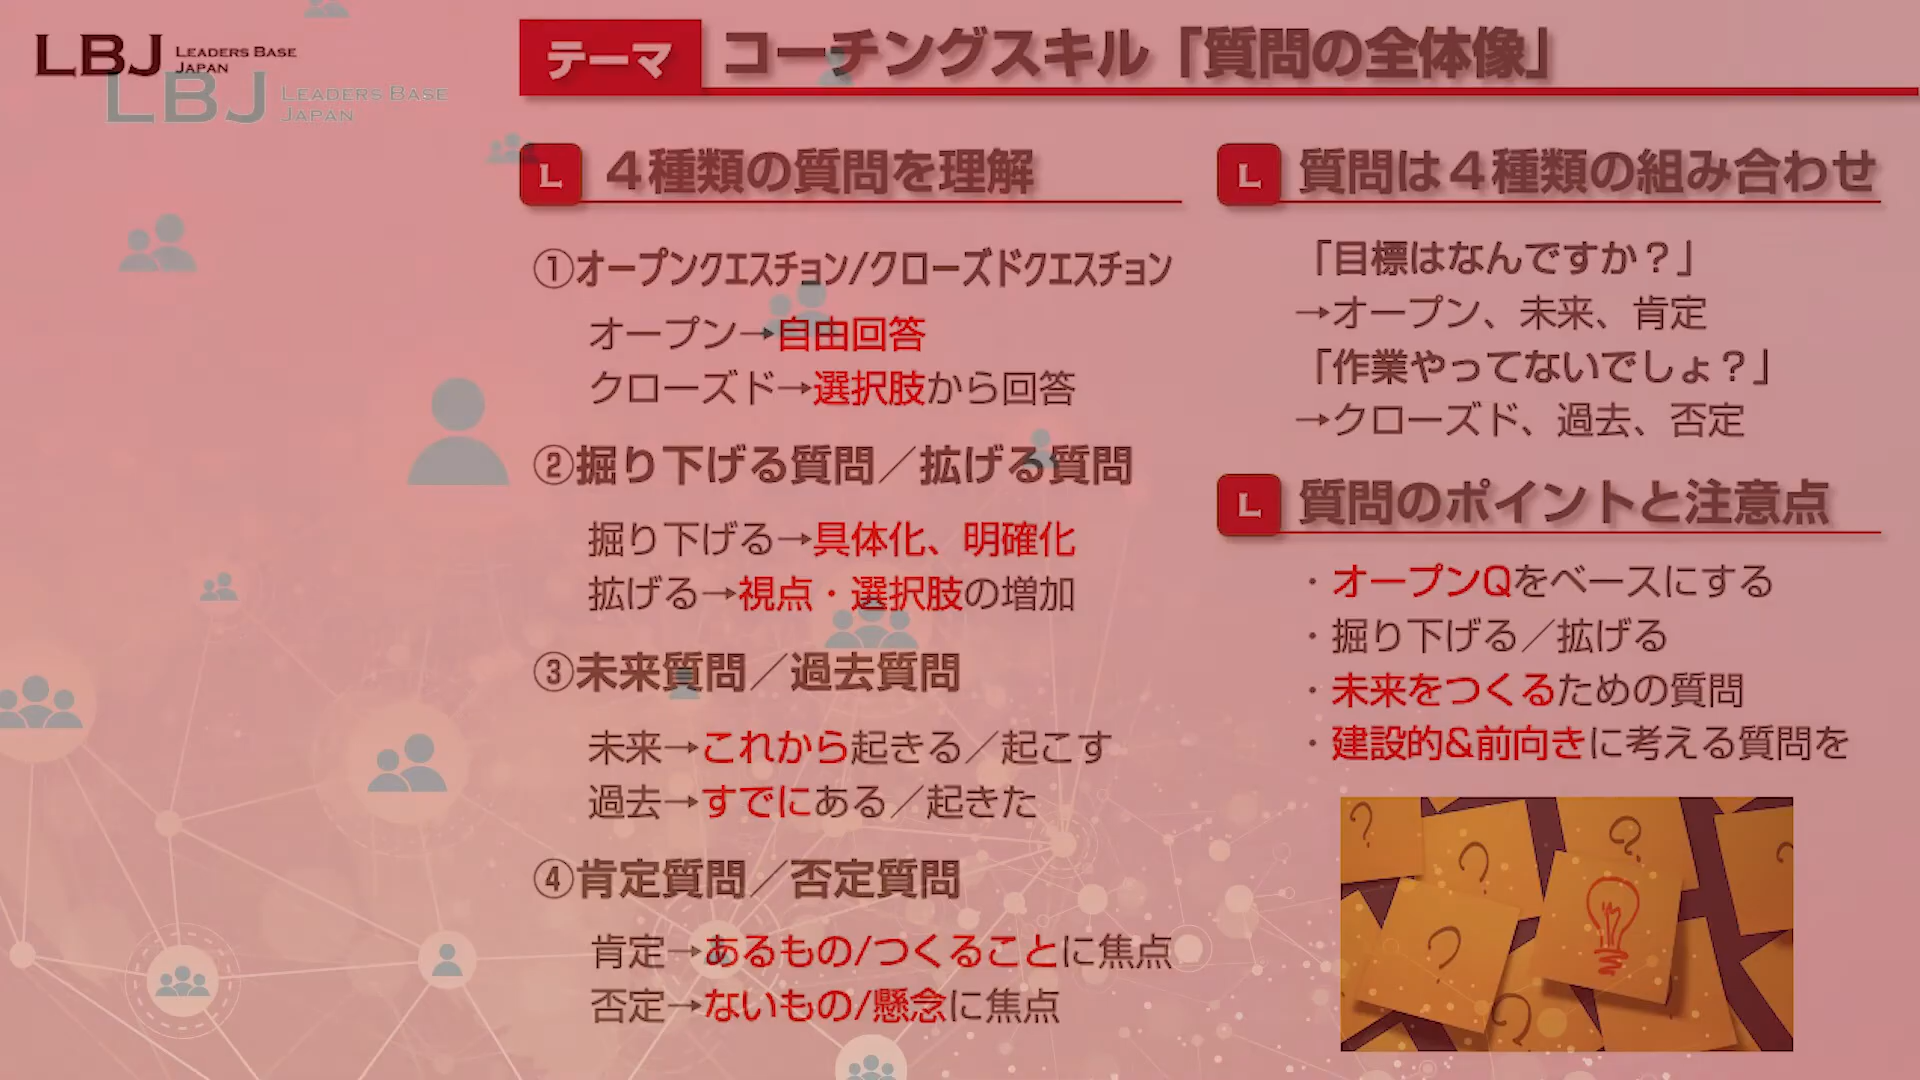 LBJ LEADERS BASE
JAPAN
LBJ LEADERS BASE
JAPAN
テーマ コーチングスキル「質問の全体像」
L 4種類の質問を理解
①オープンクエスチョン/クローズドクエスチョン
オープン→自由回答
クローズド→選択肢から回答
②掘り下げる質問／拡げる質問
掘り下げる→具体化、明確化
拡げる→視点・選択肢の増加
③未来質問／過去質問
未来→これから起きる／起こす
過去→すでにある／起きた
④肯定質問／否定質問
肯定→あるもの/つくることに焦点
否定→ないもの/懸念に焦点
L 質問は4種類の組み合わせ
「目標はなんですか？」
→オープン、未来、肯定
「作業やってないでしょ？」
→クローズド、過去、否定
L 質問のポイントと注意点
・オープンQをベースにする
・掘り下げる／拡げる
・未来をつくるための質問
・建設的&前向きに考える質問を